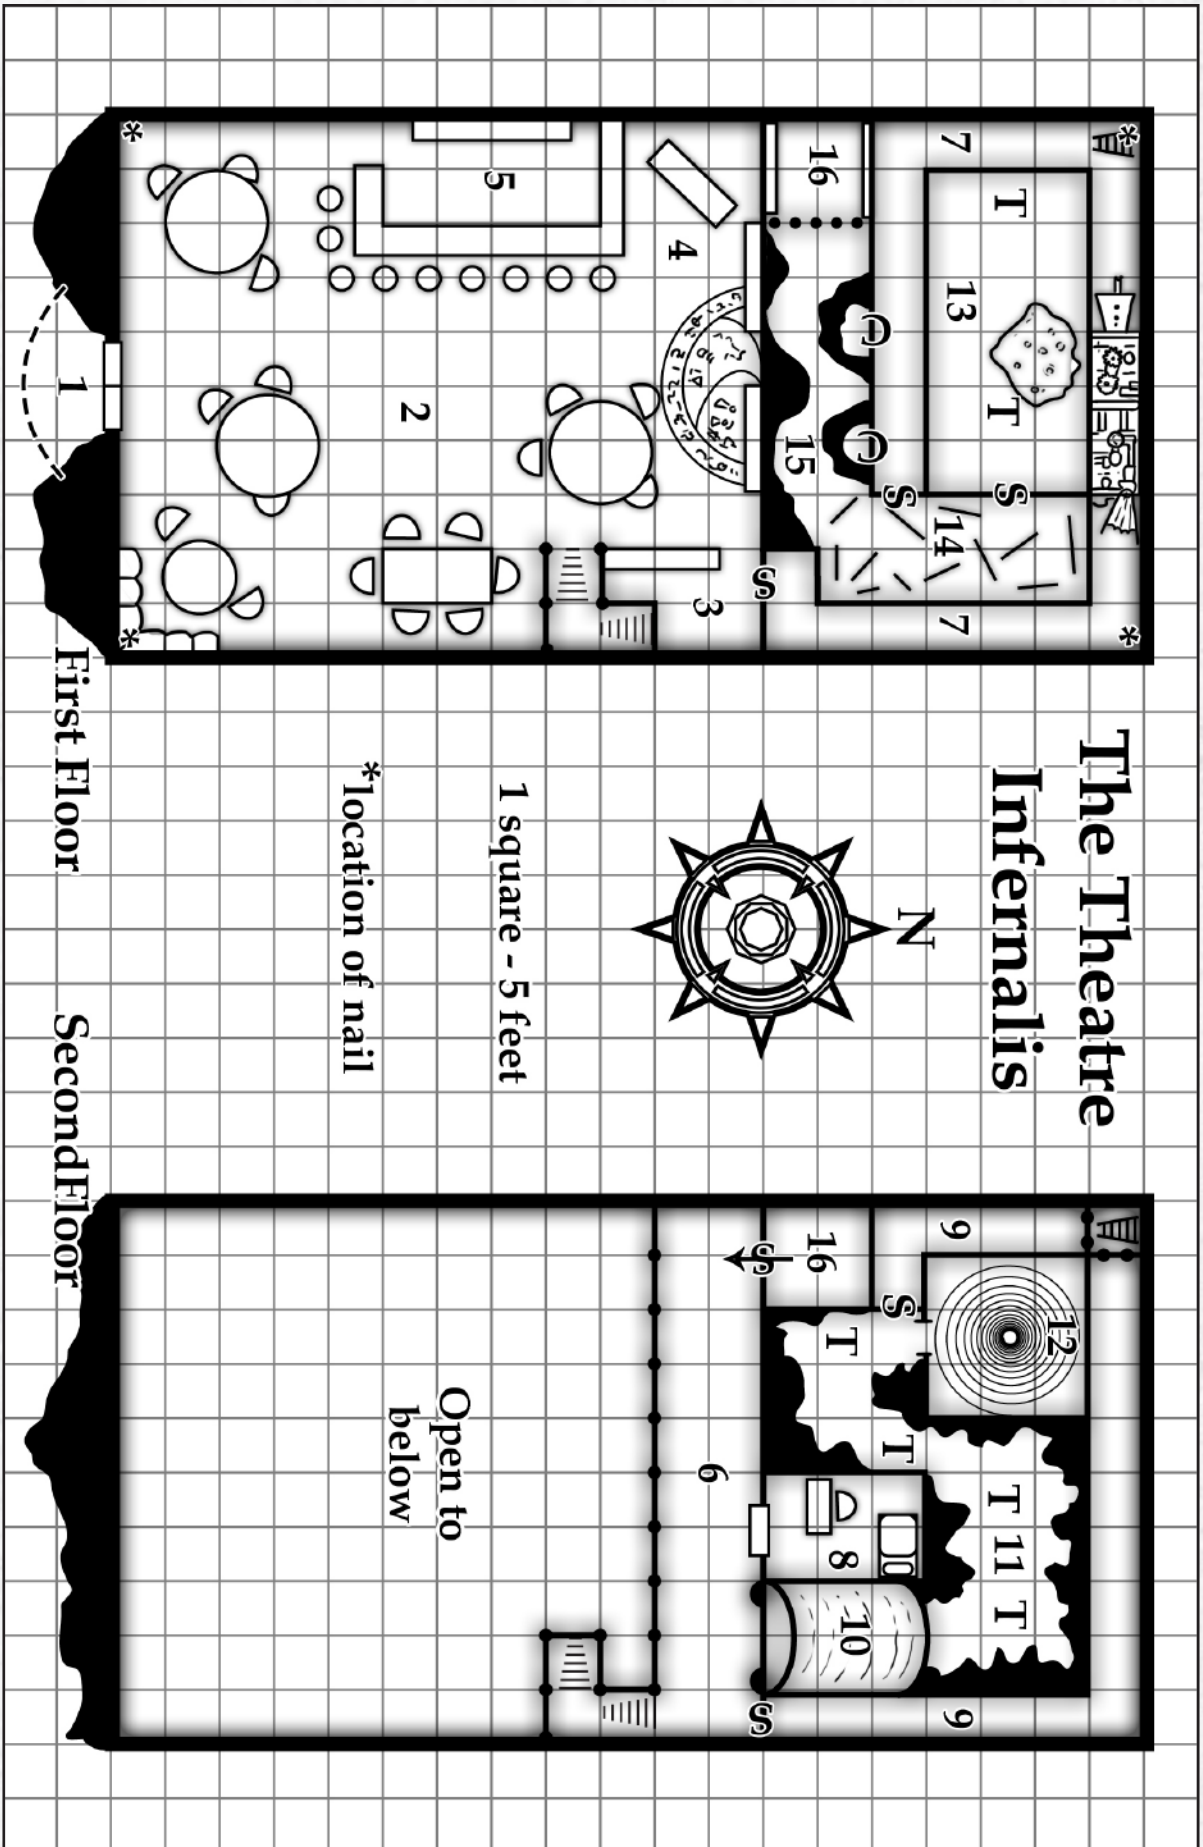 The Theatre
Infernalis
N
1 square - 5 feet
*location of nail
*
*
T
T
S
7
13
14
7
S
C
C
16
15
S
3
4
5
2
*
*
1
First Floor
12
T 11 T
9
9
S
T
T
16
8
10
S
S
6
Open to
below
SecondFloor